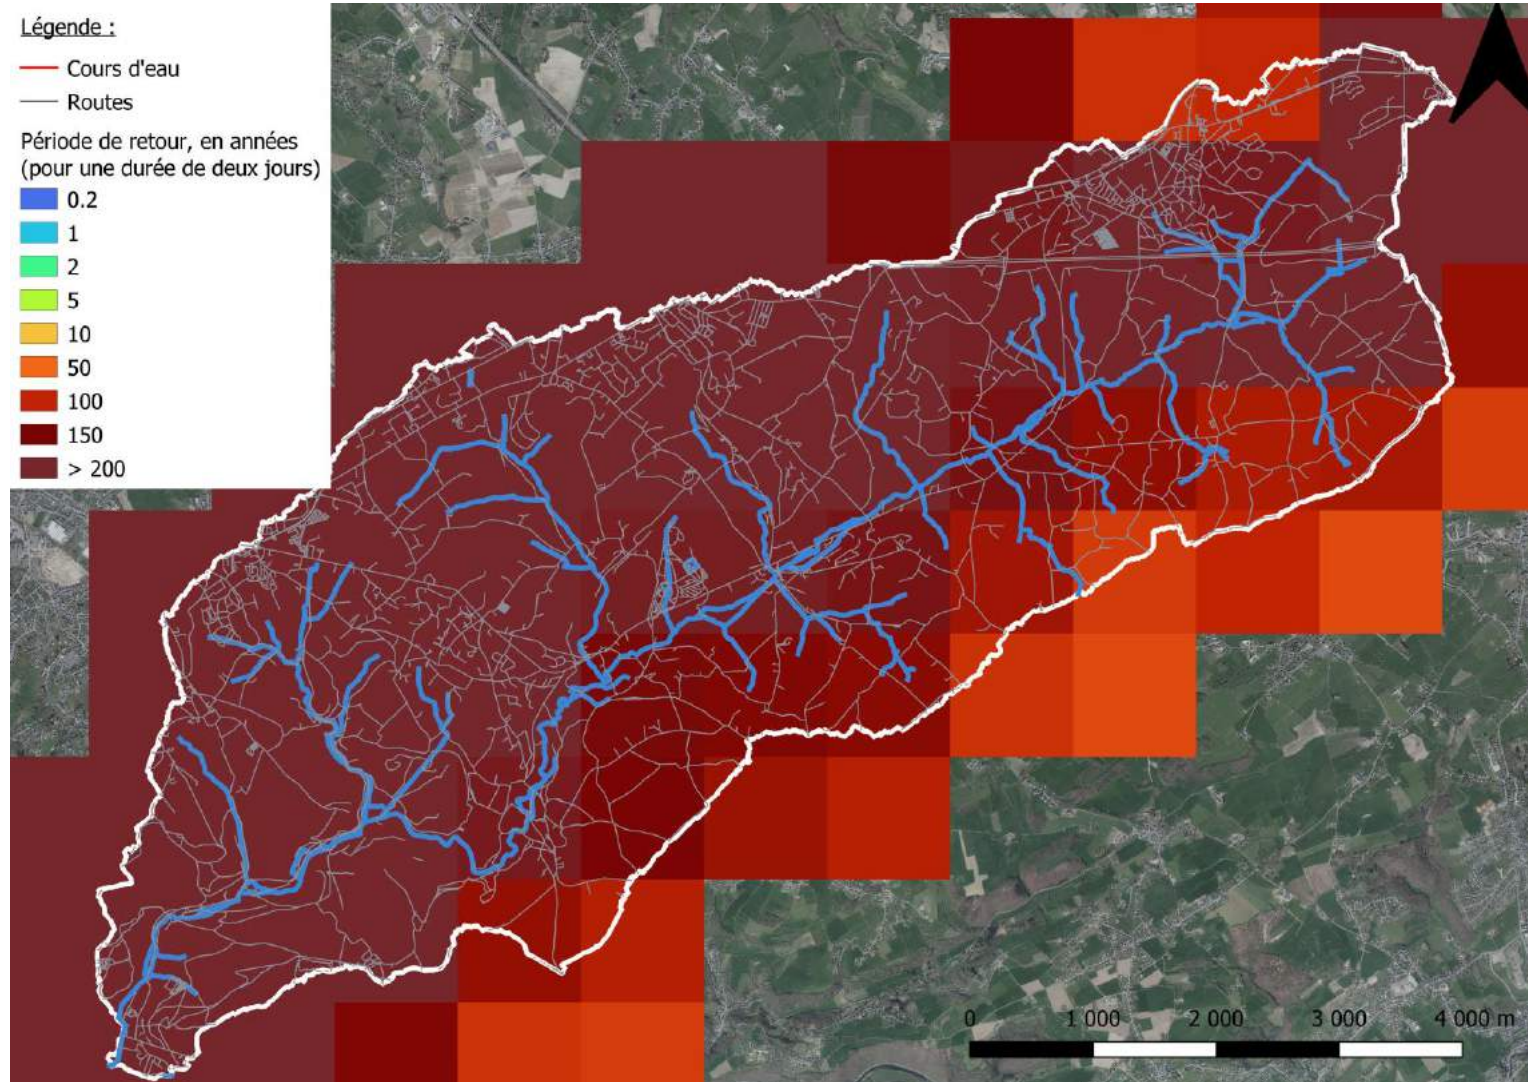 Légende :
Cours d'eau
Routes
Période de retour, en années
(pour une durée de deux jours)
0.2
1
2
5
10
50
100
150
> 200
0 1 000 2 000 3 000 4 000 m